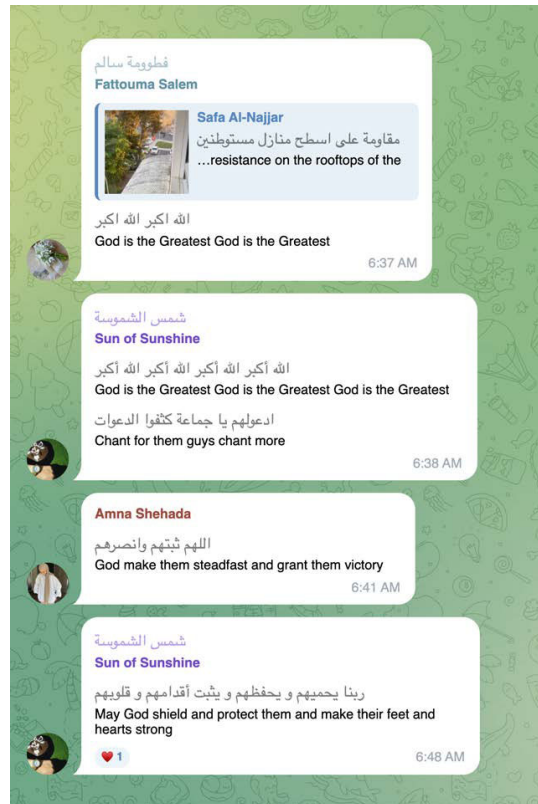 فطوومة سالم
Fattouma Salem
Safa Al-Najjar
مقاومة على اسطح منازل مستوطنين
...resistance on the rooftops of the
الله اكبر الله اكبر
God is the Greatest God is the Greatest
6:37 AM
شمس الشموسة
Sun of Sunshine
الله أكبر الله أكبر الله أكبر الله أكبر
God is the Greatest God is the Greatest God is the Greatest
ادعولهم يا جماعة كثفوا الدعوات
Chant for them guys chant more
6:38 AM
Amna Shehada
اللهم ثبتهم وانصرهم
God make them steadfast and grant them victory
6:41 AM
شمس الشموسة
Sun of Sunshine
ربنا يحميهم و يحفظهم و يثبت أقدامهم و قلوبهم
May God shield and protect them and make their feet and
hearts strong
1
6:48 AM